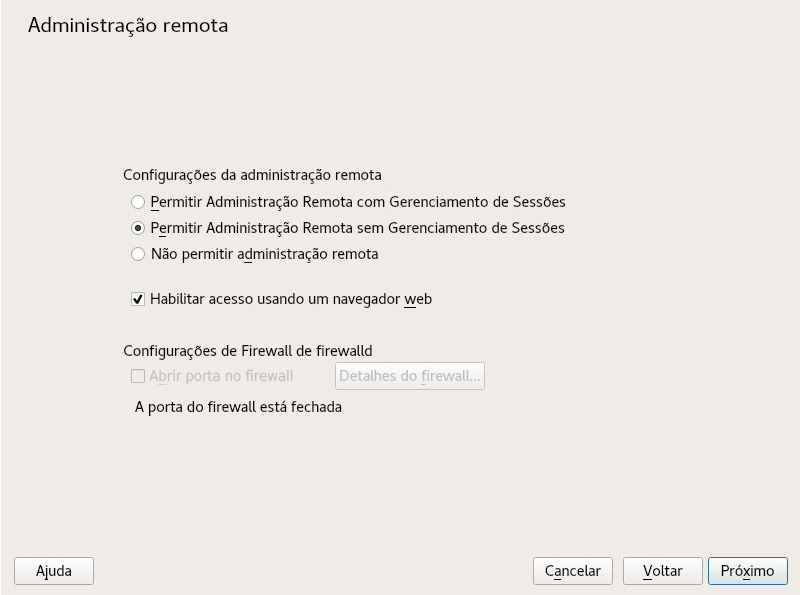 Administração remota
Configurações da administração remota
Permitir Administração Remota com Gerenciamento de Sessões
Permitir Administração Remota sem Gerenciamento de Sessões
Não permitir administração remota
Habilitar acesso usando um navegador web
Configurações de Firewall de firewalld
Abrir porta no firewall Detalhes do firewall...
A porta do firewall está fechada
Ajuda Cancelar Voltar Próximo